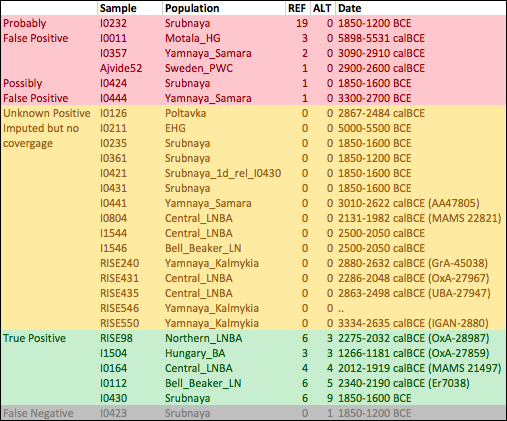 Sample Population REF ALT Date
Probably I0232 Srubnaya 19 0 1850-1200 BCE
False Positive I0011 Motala_HG 3 0 5898-5531 calBCE
I0357 Yamnaya_Samara 2 0 3090-2910 calBCE
Ajvide52 Sweden_PWC 1 0 2900-2600 calBCE
Possibly I0424 Srubnaya 1 0 1850-1600 BCE
False Positive I0444 Yamnaya_Samara 1 0 3300-2700 BCE
Unknown Positive I0126 Poltavka 0 0 2867-2484 calBCE
Imputed but no I0211 EHG 0 0 5000-5500 BCE
covergage I0235 Srubnaya 0 0 1850-1600 BCE
I0361 Srubnaya 0 0 1850-1200 BCE
I0421 Srubnaya_1d_rel_I0430 0 0 1850-1600 BCE
I0431 Srubnaya 0 0 1850-1600 BCE
I0441 Yamnaya_Samara 0 0 3010-2622 calBCE (AA47805)
I0804 Central_LNBA 0 0 2131-1982 calBCE (MAMS 22821)
I1544 Central_LNBA 0 0 2500-2050 calBCE
I1546 Bell_Beaker_LN 0 0 2500-2050 calBCE
RISE240 Yamnaya_Kalmykia 0 0 2880-2632 calBCE (GrA-45038)
RISE431 Central_LNBA 0 0 2286-2048 calBCE (OxA-27967)
RISE435 Central_LNBA 0 0 2863-2498 calBCE (UBA-27947)
RISE546 Yamnaya_Kalmykia 0 0 ..
RISE550 Yamnaya_Kalmykia 0 0 3334-2635 calBCE (IGAN-2880)
True Positive RISE98 Northern_LNBA 6 3 2275-2032 calBCE (OxA-28987)
I1504 Hungary_BA 3 3 1266-1181 calBCE (OxA-27859)
I0164 Central_LNBA 4 4 2012-1919 calBCE (MAMS 21497)
I0112 Bell_Beaker_LN 6 5 2340-2190 calBCE (Er7038)
I0430 Srubnaya 6 9 1850-1600 BCE
False Negative I0423 Srubnaya 0 1 1850-1200 BCE